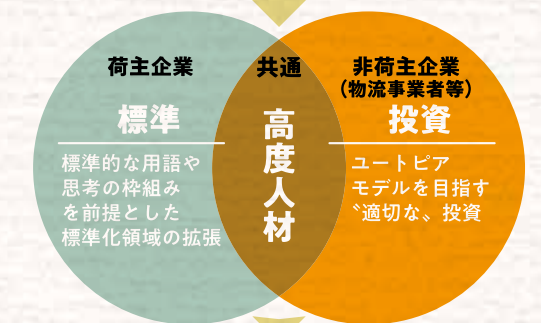 荷主企業
標準
標準的な用語や
思考の枠組み
を前提とした
標準化領域の拡張
共通
高度人材
非荷主企業
（物流事業者等）
投資
ユートピア
モデルを目指す
〝適切な〟投資